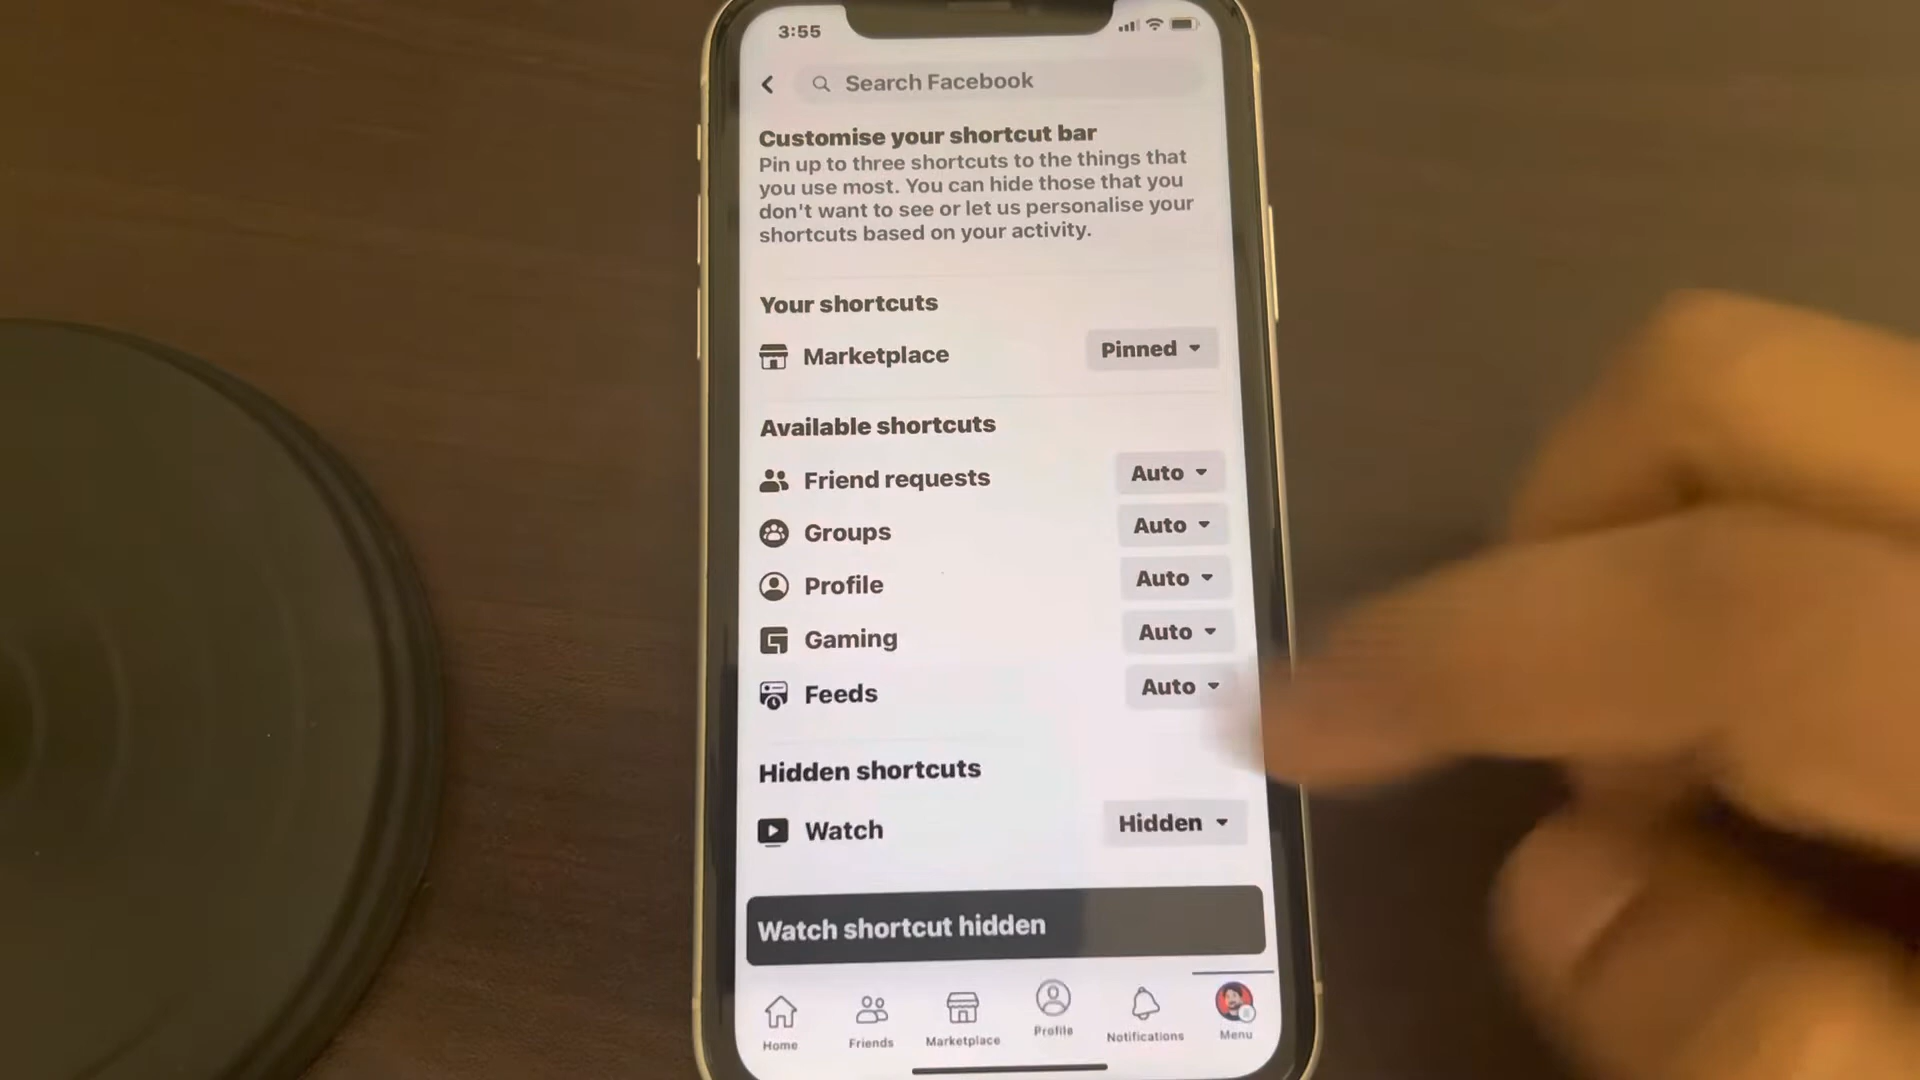 3:55
Search Facebook
Customise your shortcut bar
Pin up to three shortcuts to the things that
you use most. You can hide those that you
don't want to see or let us personalise your
shortcuts based on your activity.
Your shortcuts
Marketplace Pinned
Available shortcuts
Friend requests Auto
Groups Auto
Profile Auto
Gaming Auto
Feeds Auto
Hidden shortcuts
Watch Hidden
Watch shortcut hidden
Home Friends Marketplace Profile Notifications Menu